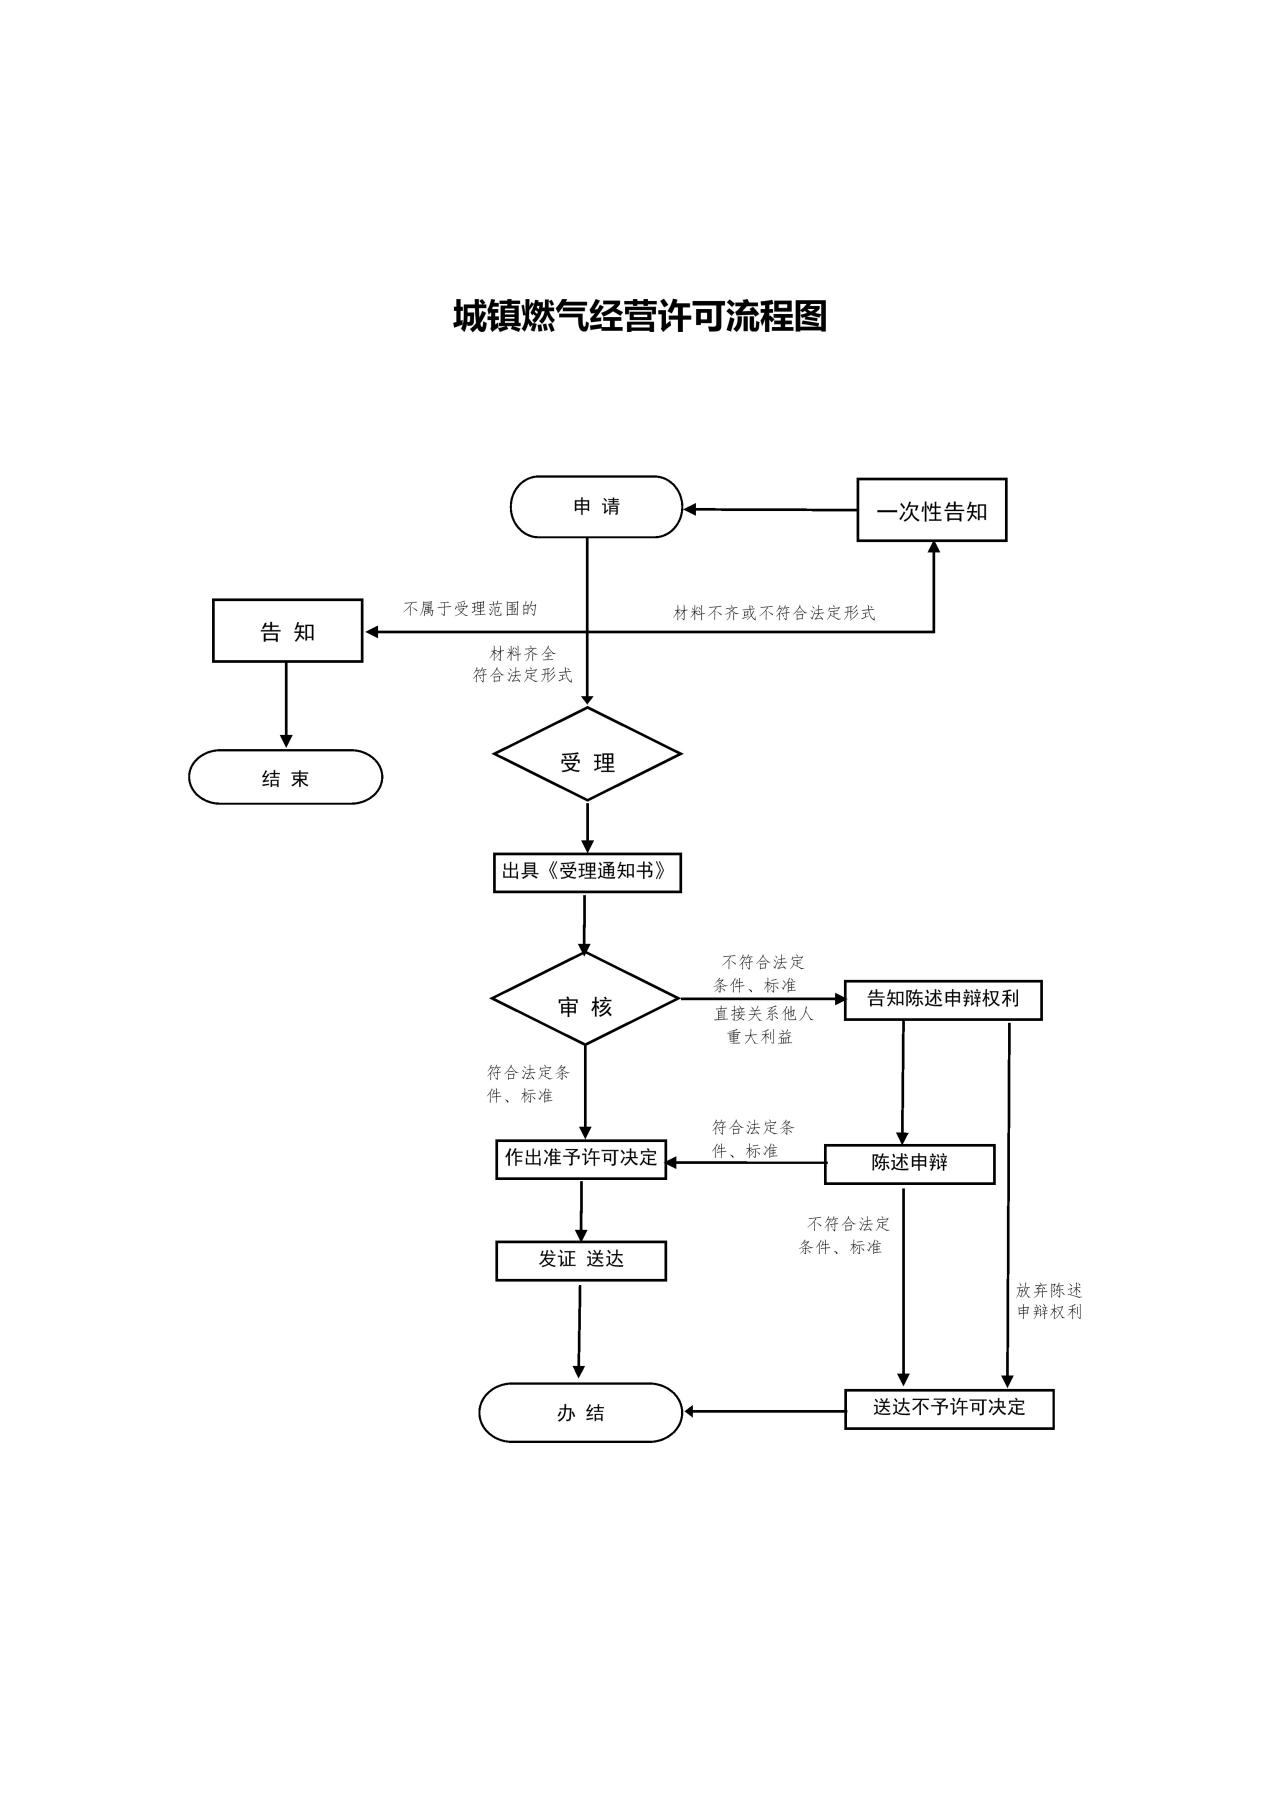 城镇燃气经营许可流程图
申 请
一次性告知
不属于受理范围的
材料不齐或不符合法定形式
告 知
材料齐全
符合法定形式
受 理
结 束
出具《受理通知书》
不符合法定
条件、标准
审 核
告知陈述申辩权利
直接关系他人
重大利益
符合法定条
件、标准
符合法定条
件、标准
作出准予许可决定
陈述申辩
不符合法定
条件、标准
发证 送达
放弃陈述
申辩权利
办 结
送达不予许可决定